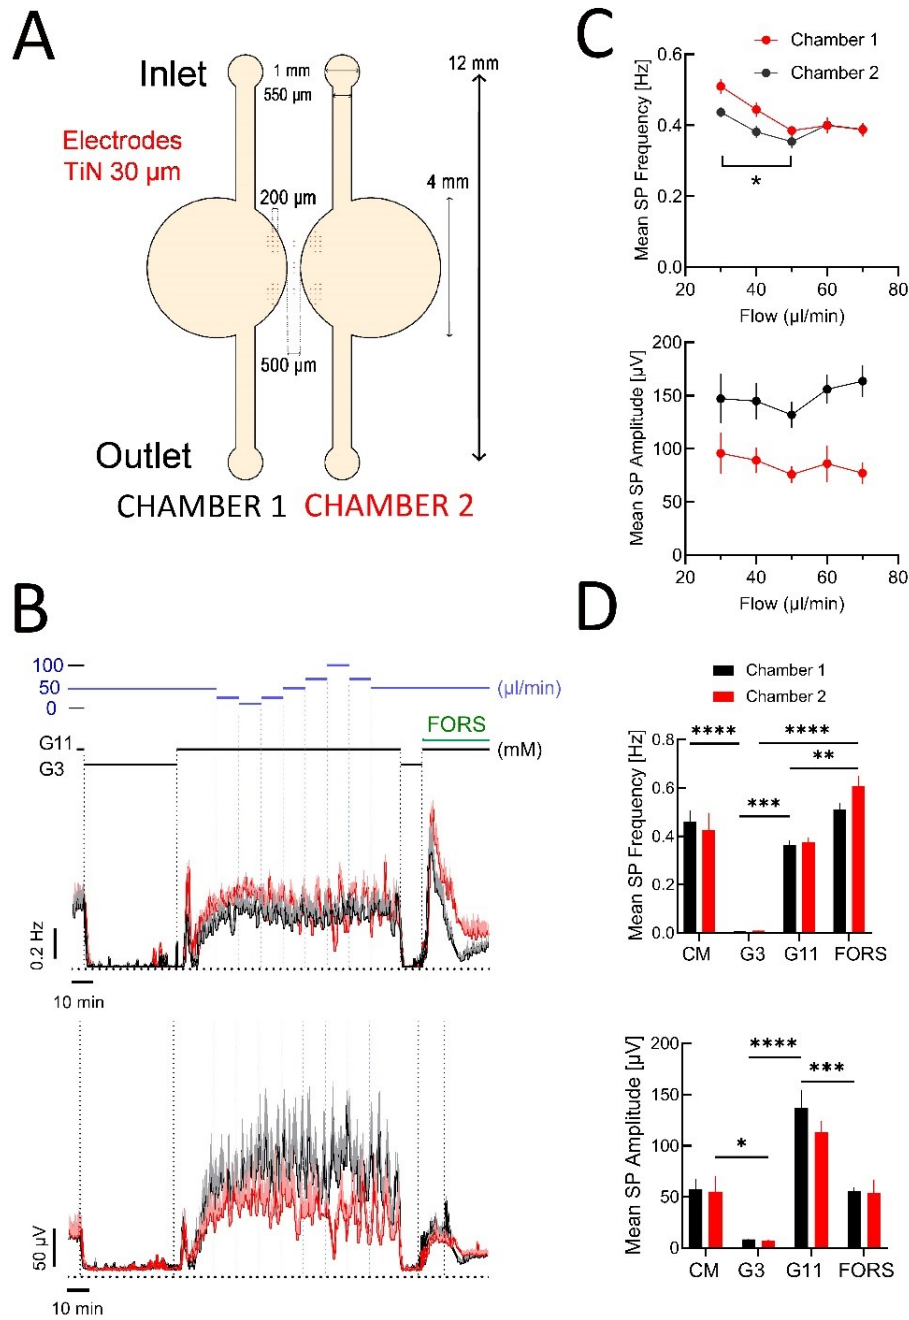 A
Inlet
1 mm
550 µm
12 mm
Electrodes
TiN 30 µm
200 µm
4 mm
500 µm
Outlet
CHAMBER 1
CHAMBER 2
C
Chamber 1
Chamber 2
Mean SP Frequency [Hz]
0.6
0.4
0.2
0.0
*
20 40 60 80
Flow (µl/min)
Mean SP Amplitude [µV]
200
150
100
50
0
20 40 60 80
Flow (µl/min)
B
100
50
0
(µl/min)
FORS
G11
G3
(mM)
0.2 Hz
10 min
50 µV
10 min
D
Chamber 1
Chamber 2
Mean SP Frequency [Hz]
0.8
0.6
0.4
0.2
0.0
**** ****
**
***
CM G3 G11 FORS
Mean SP Amplitude [µV]
200
150
100
50
0
****
***
*
CM G3 G11 FORS